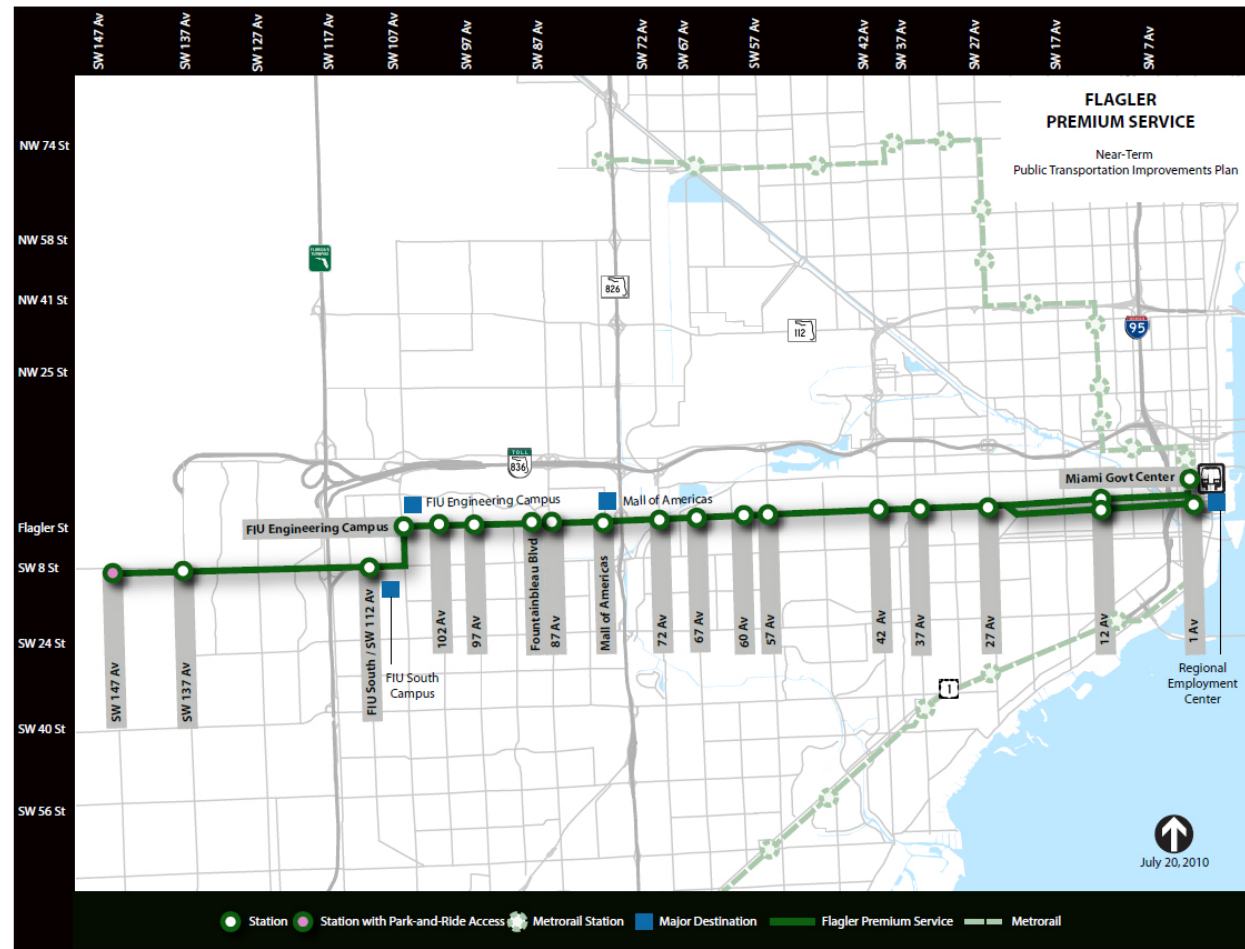 SW 147 Av
SW 137 Av
SW 127 Av
SW 117 Av
SW 107 Av
SW 97 Av
SW 87 Av
SW 72 Av
SW 67 Av
SW 57 Av
SW 42 Av
SW 37 Av
SW 27 Av
SW 17 Av
SW 7 Av
FLAGLER
PREMIUM SERVICE
Near-Term
Public Transportation Improvements Plan
NW 74 St
NW 58 St
NW 41 St
NW 25 St
Flagler St
SW 8 St
SW 24 St
SW 40 St
SW 56 St
FLORIDA'S
TURNPIKE
826
112
95
TOLL
836
Miami Govt Center
FIU Engineering Campus
Mall of Americas
FIU Engineering Campus
SW 147 Av
SW 137 Av
FIU South / SW 112 Av
102 Av
97 Av
Fountainbleau Blvd
87 Av
Mall of Americas
72 Av
67 Av
60 Av
57 Av
42 Av
37 Av
27 Av
12 Av
1 Av
FIU South
Campus
Regional
Employment
Center
1
July 20, 2010
Station
Station with Park-and-Ride Access
Metrorail Station
Major Destination
Flagler Premium Service
Metrorail